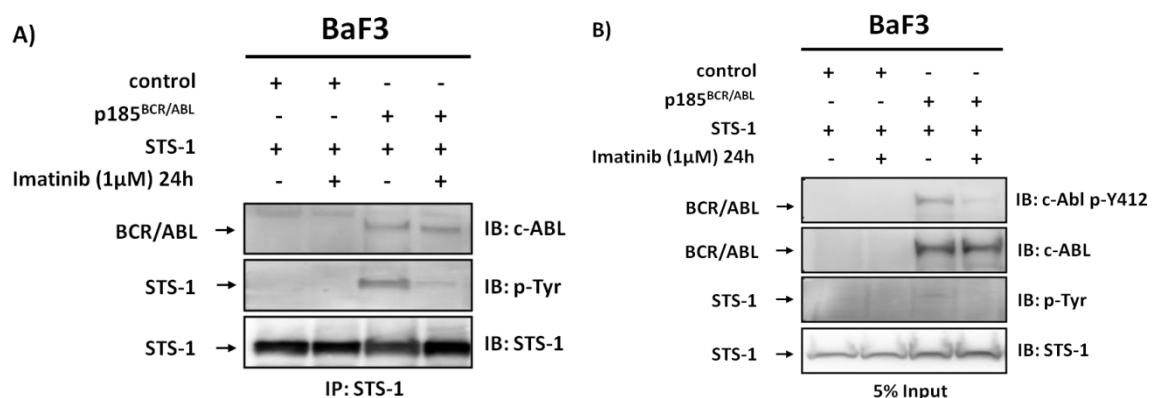 A)
BaF3
control + + - -
p185BCR/ABL - - + +
STS-1 + + + +
Imatinib (1µM) 24h - + - +
BCR/ABL → IB: c-ABL
STS-1 → IB: p-Tyr
STS-1 → IB: STS-1
IP: STS-1
B)
BaF3
control + + - -
p185BCR/ABL - - + +
STS-1 + + + +
Imatinib (1µM) 24h - + - +
BCR/ABL → IB: c-Abl p-Y412
BCR/ABL → IB: c-ABL
STS-1 → IB: p-Tyr
STS-1 → IB: STS-1
5% Input